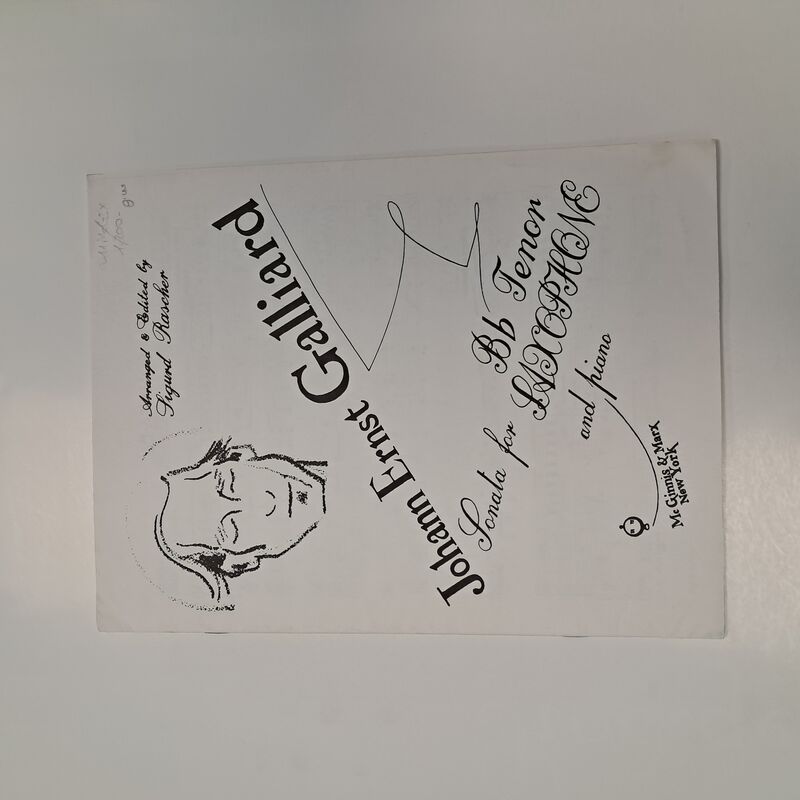 Arranged & Edited by
Sigurd Rascher
Johann Ernst Galliard
Sonata for
Bb Tenor
SAXOPHONE
and piano
McGinnis & Marx
New York